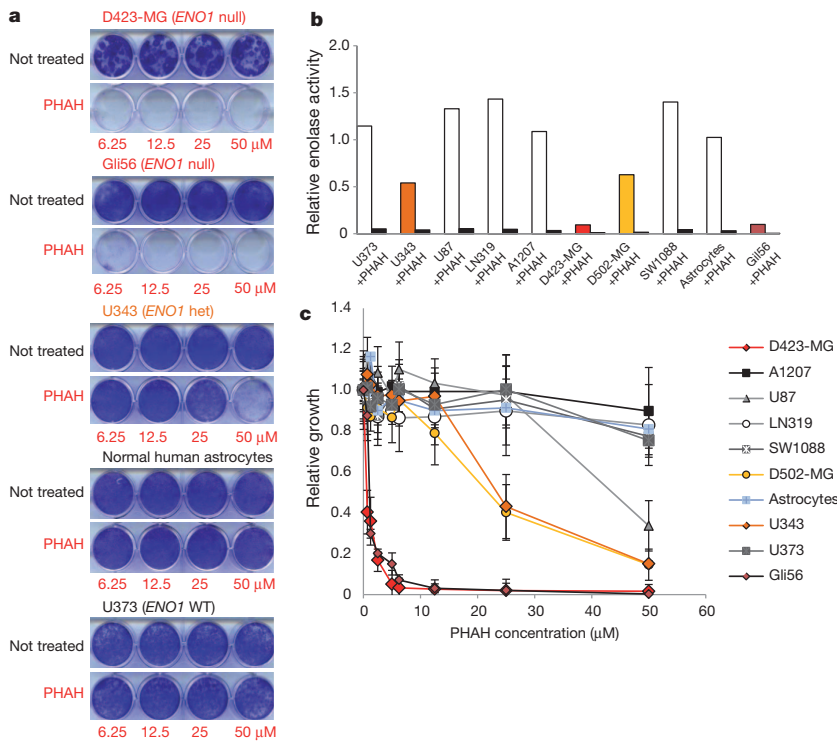 a
D423-MG (ENO1 null)
Not treated
PHAH
6.25 12.5 25 50 μM
Gli56 (ENO1 null)
Not treated
PHAH
6.25 12.5 25 50 μM
U343 (ENO1 het)
Not treated
PHAH
6.25 12.5 25 50 μM
Normal human astrocytes
Not treated
PHAH
6.25 12.5 25 50 μM
U373 (ENO1 WT)
Not treated
PHAH
6.25 12.5 25 50 μM
b
Relative enolase activity
2.0
1.5
1.0
0.5
0
U373
+PHAH
U343
+PHAH
U87
+PHAH
LN319
+PHAH
A1207
+PHAH
D423-MG
+PHAH
D502-MG
+PHAH
SW1088
+PHAH
Astrocytes
+PHAH
Gli56
+PHAH
c
Relative growth
1.4
1.2
1.0
0.8
0.6
0.4
0.2
0
0 10 20 30 40 50 60
PHAH concentration (μM)
D423-MG
A1207
U87
LN319
SW1088
D502-MG
Astrocytes
U343
U373
Gli56